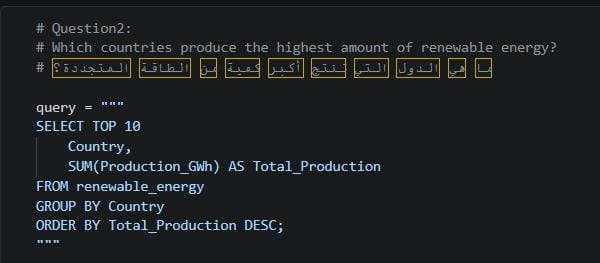 # Question2:
# Which countries produce the highest amount of renewable energy?
# ما هي الدول التي تنتج أكبر كمية من الطاقة المتجددة؟
query = """
SELECT TOP 10
    Country,
    SUM(Production_GWh) AS Total_Production
FROM renewable_energy
GROUP BY Country
ORDER BY Total_Production DESC;
"""